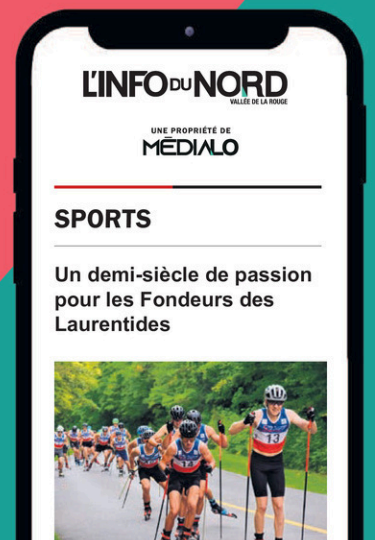 L'INFO DU NORD
VALLÉE DE LA ROUGE
UNE PROPRIÉTÉ DE
MÉDIALO
SPORTS
Un demi-siècle de passion
pour les Fondeurs des
Laurentides
13
14